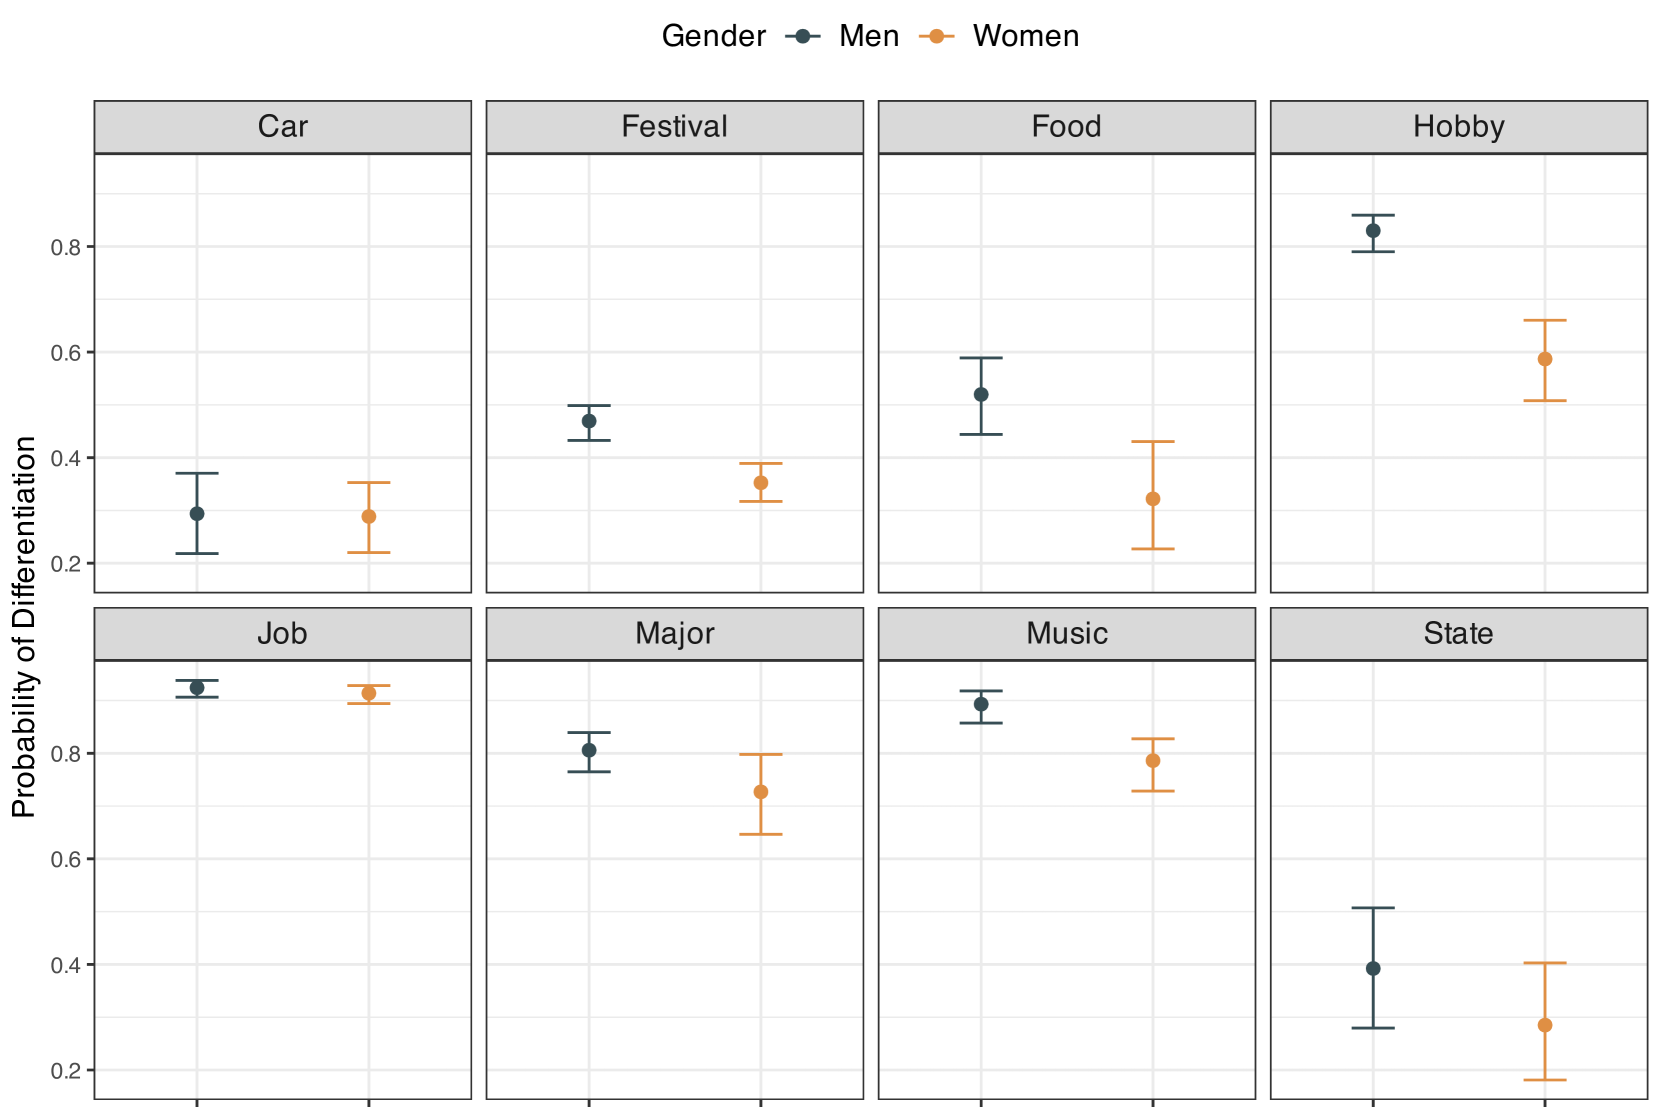 Gender Men Women
Car Festival Food Hobby
0.8
0.6
0.4
0.2
Probability of Differentiation
Job Major Music State
0.8
0.6
0.4
0.2